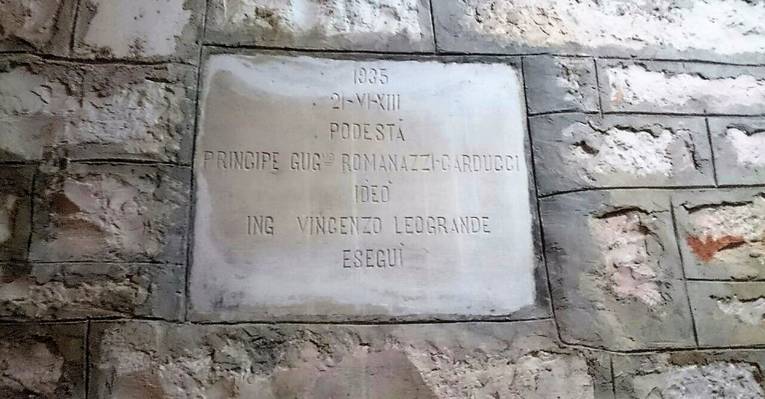 1935
21-VI-XIII
PODESTÀ
PRINCIPE GUG.MO ROMANAZZI-CARDUCCI
IDEÒ
ING VINCENZO LEOGRANDE
ESEGUÌ